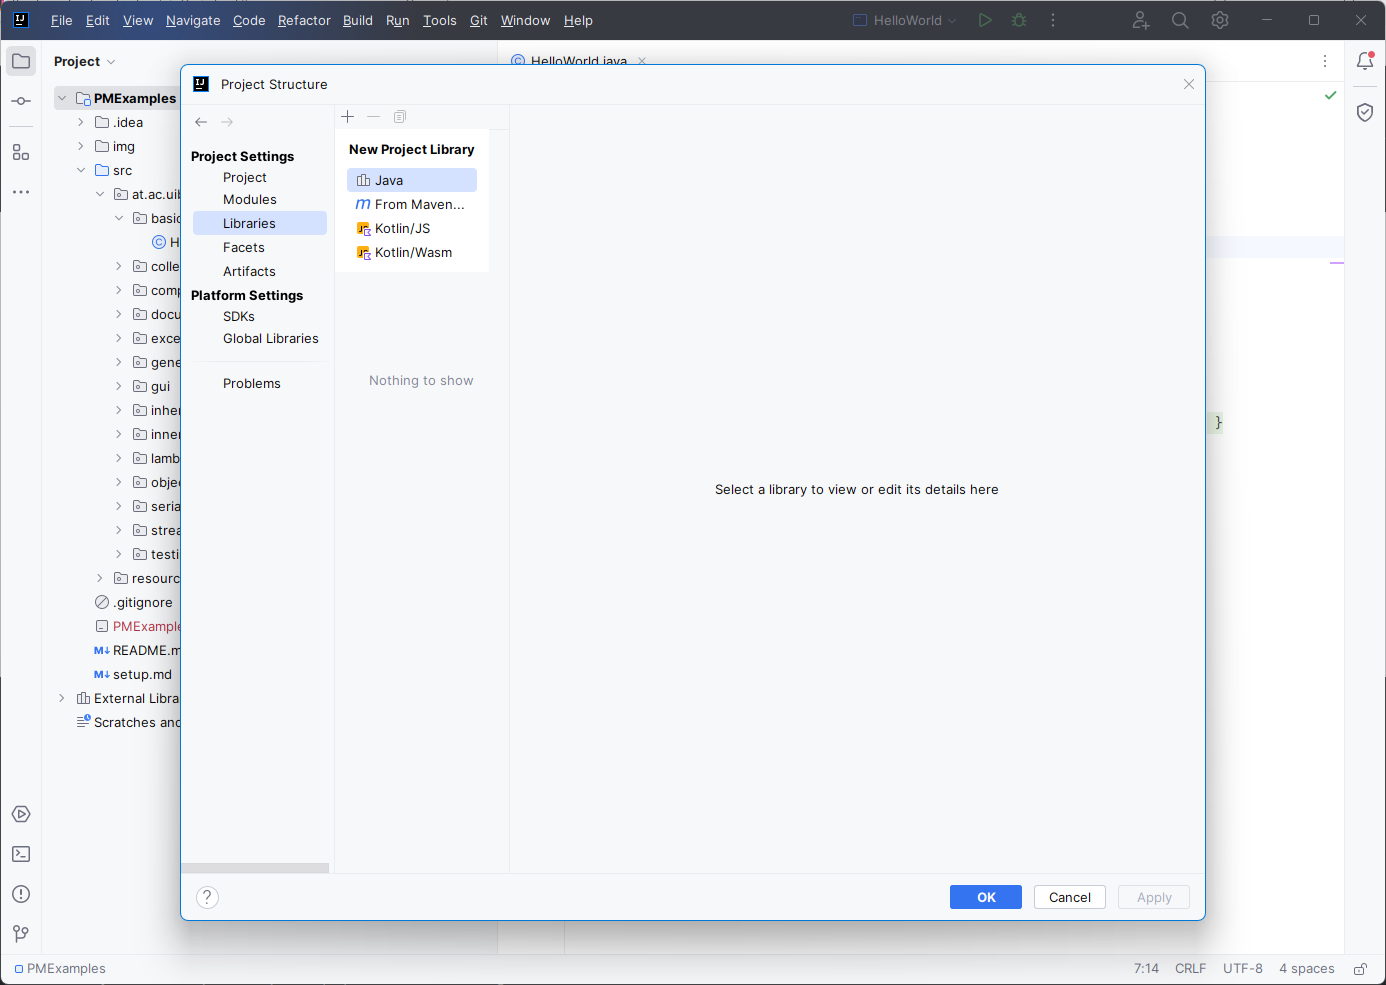 File Edit View Navigate Code Refactor Build Run Tools Git Window Help HelloWorld
Project
HelloWorld.java
Project Structure
PMExamples
.idea
img
src
at.ac.uib
basic
H
colle
comp
docu
exce
gene
gui
inher
inner
lamb
objec
seria
strea
testi
resourc
.gitignore
PMExample
README.m
setup.md
External Libra
Scratches and
Project Settings
Project
Modules
Libraries
Facets
Artifacts
Platform Settings
SDKs
Global Libraries
Problems
New Project Library
Java
From Maven...
Kotlin/JS
Kotlin/Wasm
Nothing to show
Select a library to view or edit its details here
}
?
OK
Cancel
Apply
PMExamples
7:14 CRLF UTF-8 4 spaces